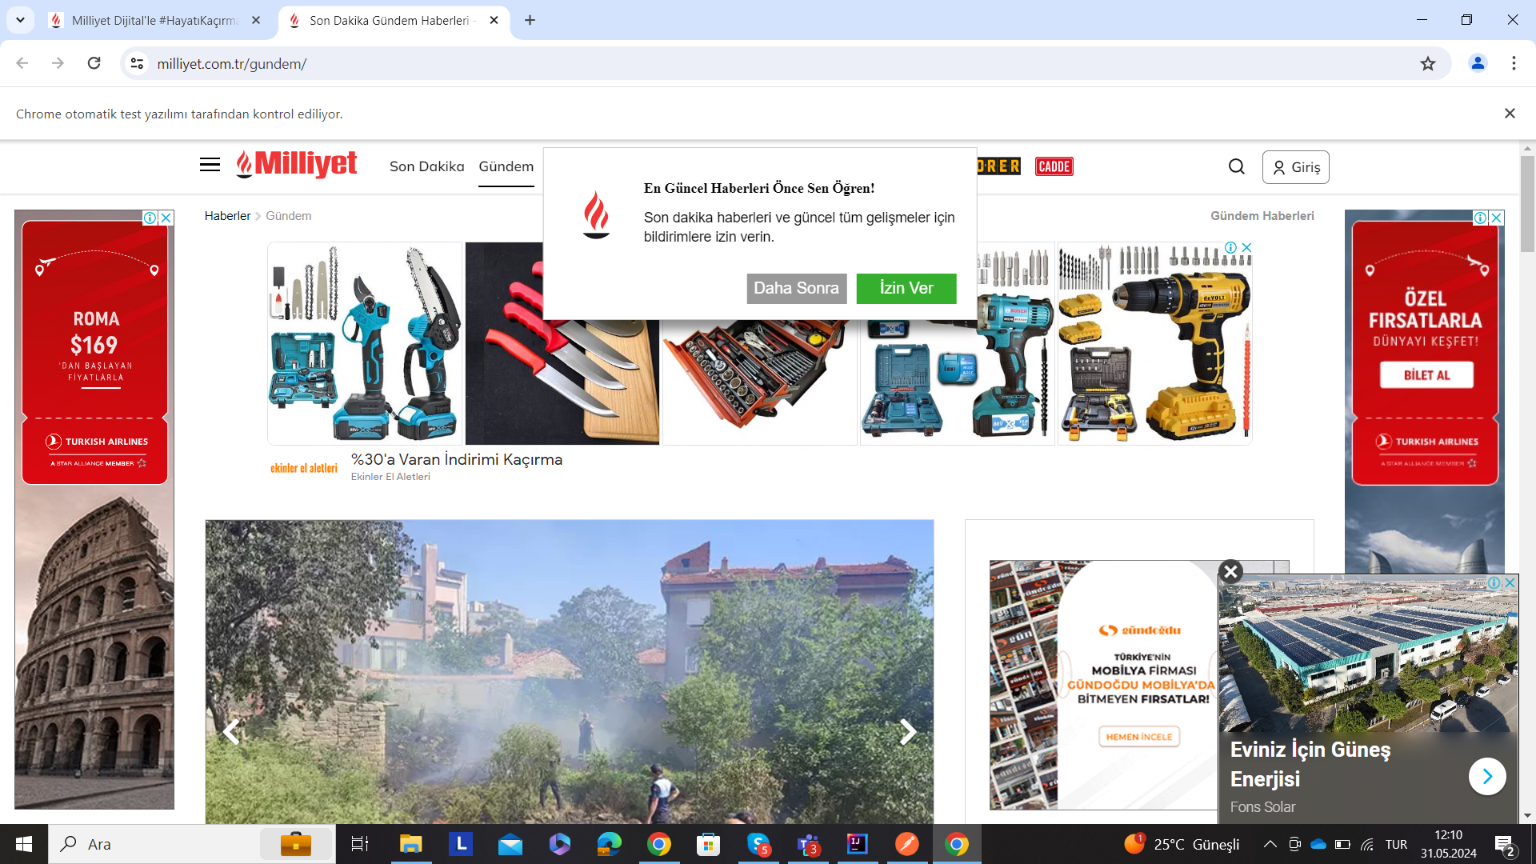 Milliyet Dijital'le #HayatıKaçırma
Son Dakika Gündem Haberleri
milliyet.com.tr/gundem/
Chrome otomatik test yazılımı tarafından kontrol ediliyor.
Milliyet
Son Dakika
Gündem
CADDE
Giriş
En Güncel Haberleri Önce Sen Öğren!
Son dakika haberleri ve güncel tüm gelişmeler için
bildirimlere izin verin.
Daha Sonra
İzin Ver
Haberler
Gündem
Gündem Haberleri
ROMA
$169
'DAN BAŞLAYAN
FİYATLARLA
TURKISH AIRLINES
A STAR ALLIANCE MEMBER
ekinler el aletleri
%30'a Varan İndirimi Kaçırma
Ekinler El Aletleri
ÖZEL
FIRSATLARLA
DÜNYAYI KEŞFET!
BİLET AL
TURKISH AIRLINES
A STAR ALLIANCE MEMBER
gündoğdu
TÜRKİYE'NİN
MOBİLYA FİRMASI
GÜNDOĞDU MOBİLYA'DA
BİTMEYEN FIRSATLAR!
HEMEN İNCELE
Eviniz İçin Güneş
Enerjisi
Fons Solar
Ara
L
5
3
1
25°C Güneşli
TUR
12:10
31.05.2024
2